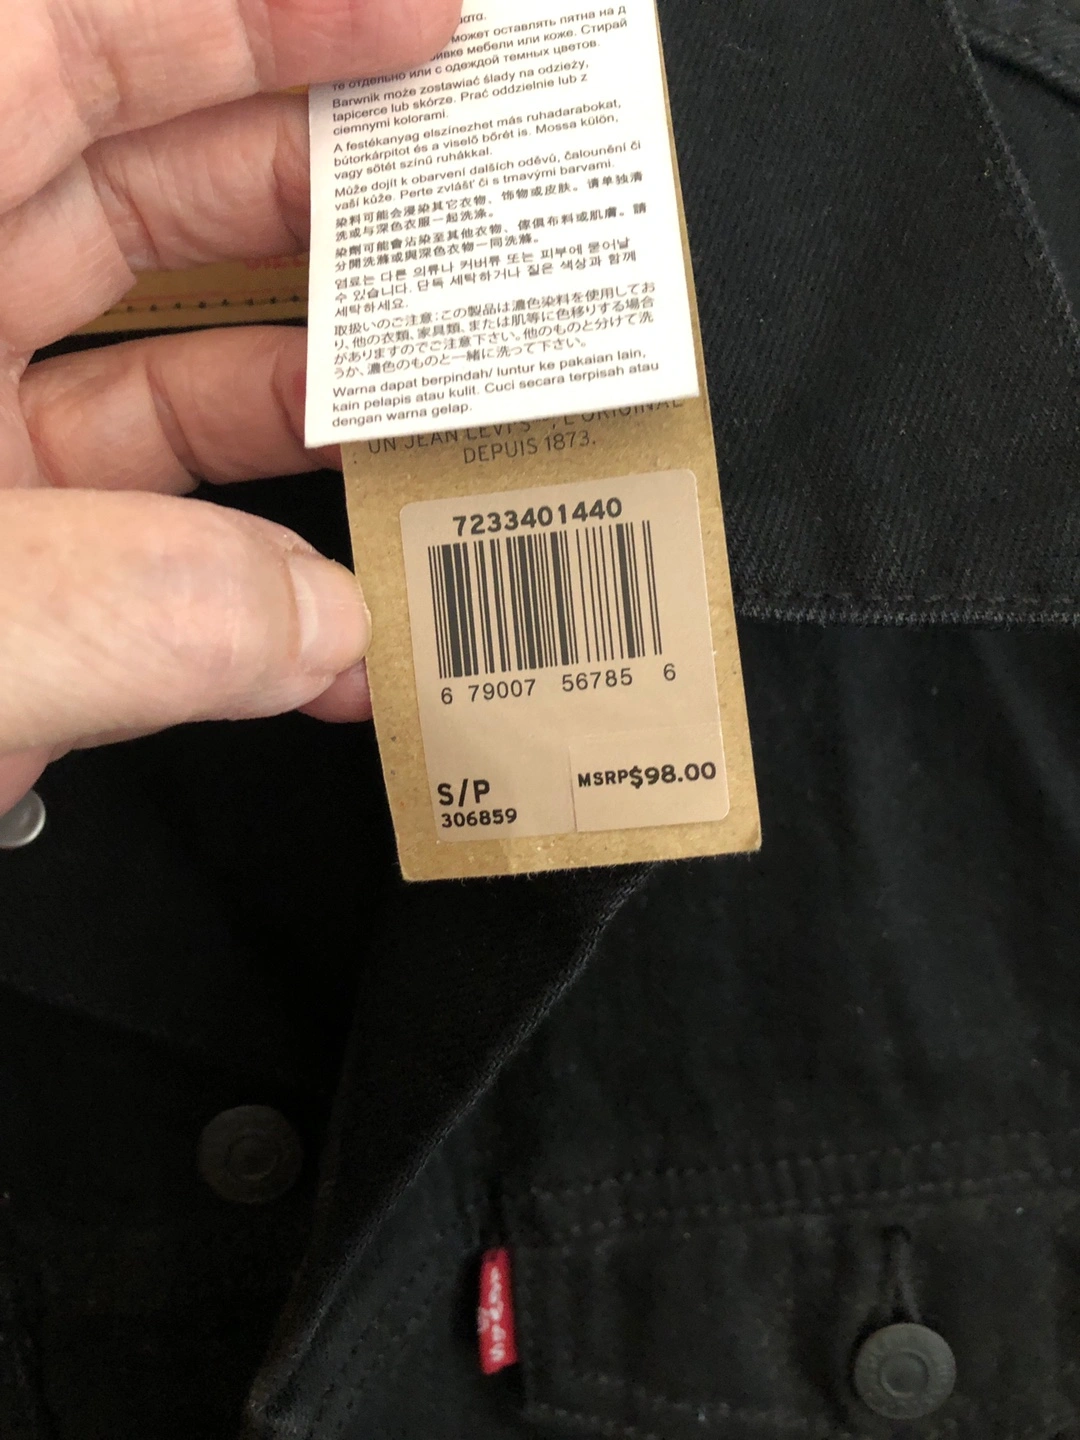 может оставлять пятна на д
ивке мебели или коже. Стирай
те отдельно или с одеждой темных цветов.
Barwnik może zostawiać ślady na odzieży,
tapicerce lub skórze. Prać oddzielnie lub z
ciemnymi kolorami.
A festékanyag elszínezhet más ruhadarabokat,
bútorkárpitot és a viselő bőrét is. Mossa külön,
vagy sötét színű ruhákkal.
Může dojít k obarvení dalších oděvů, čalounění či
vaší kůže. Perte zvlášť či s tmavými barvami.
染料可能会浸染其它衣物、饰物或皮肤。请单独清
洗或与深色衣服一起洗涤。
染劑可能會沾染至其他衣物、傢俱布料或肌膚。請
分開洗滌或與深色衣物一同洗滌。
염료는 다른 의류나 커버류 또는 피부에 묻어날
수 있습니다. 단독 세탁하거나 짙은 색상과 함께
세탁하세요.
取扱いのご注意：この製品は濃色染料を使用してお
り、他の衣類、家具類、または肌等に色移りする場合
がありますのでご注意下さい。他のものと分けて洗
うか、濃色のものと一緒に洗って下さい。
Warna dapat berpindah/ luntur ke pakaian lain,
kain pelapis atau kulit. Cuci secara terpisah atau
dengan warna gelap.
UN JEAN LEVI'S L'ORIGINAL
DEPUIS 1873.
7233401440
6 79007 56785 6
S/P
306859
MSRP$98.00
LEVI'S